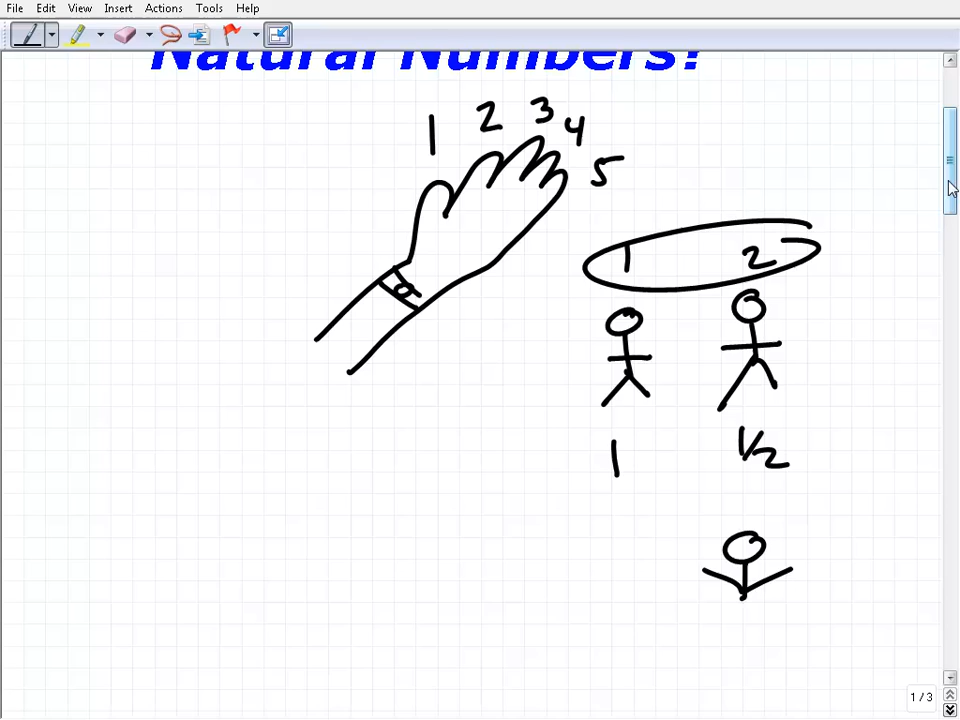 File Edit View Insert Actions Tools Help
Natural Numbers!
1 2 3 4 5
1 2
1 1/2
1 / 3